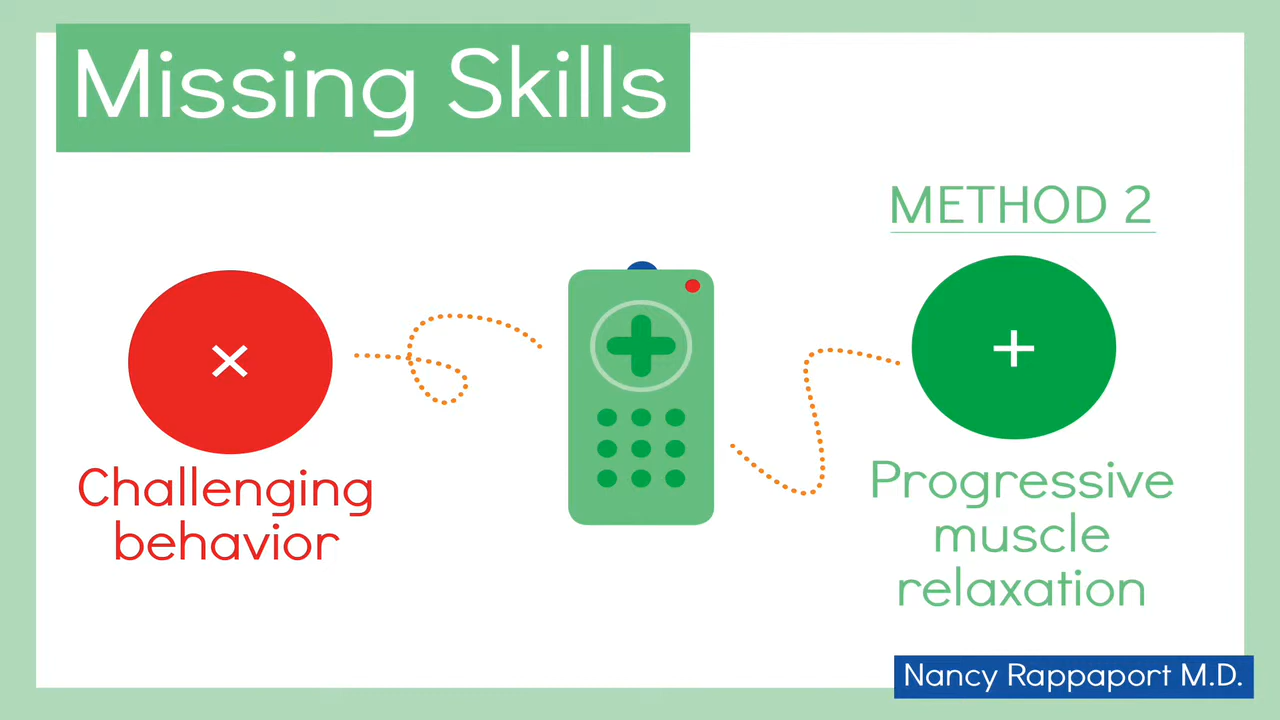 Missing Skills
METHOD 2
Challenging
behavior
Progressive
muscle
relaxation
Nancy Rappaport M.D.